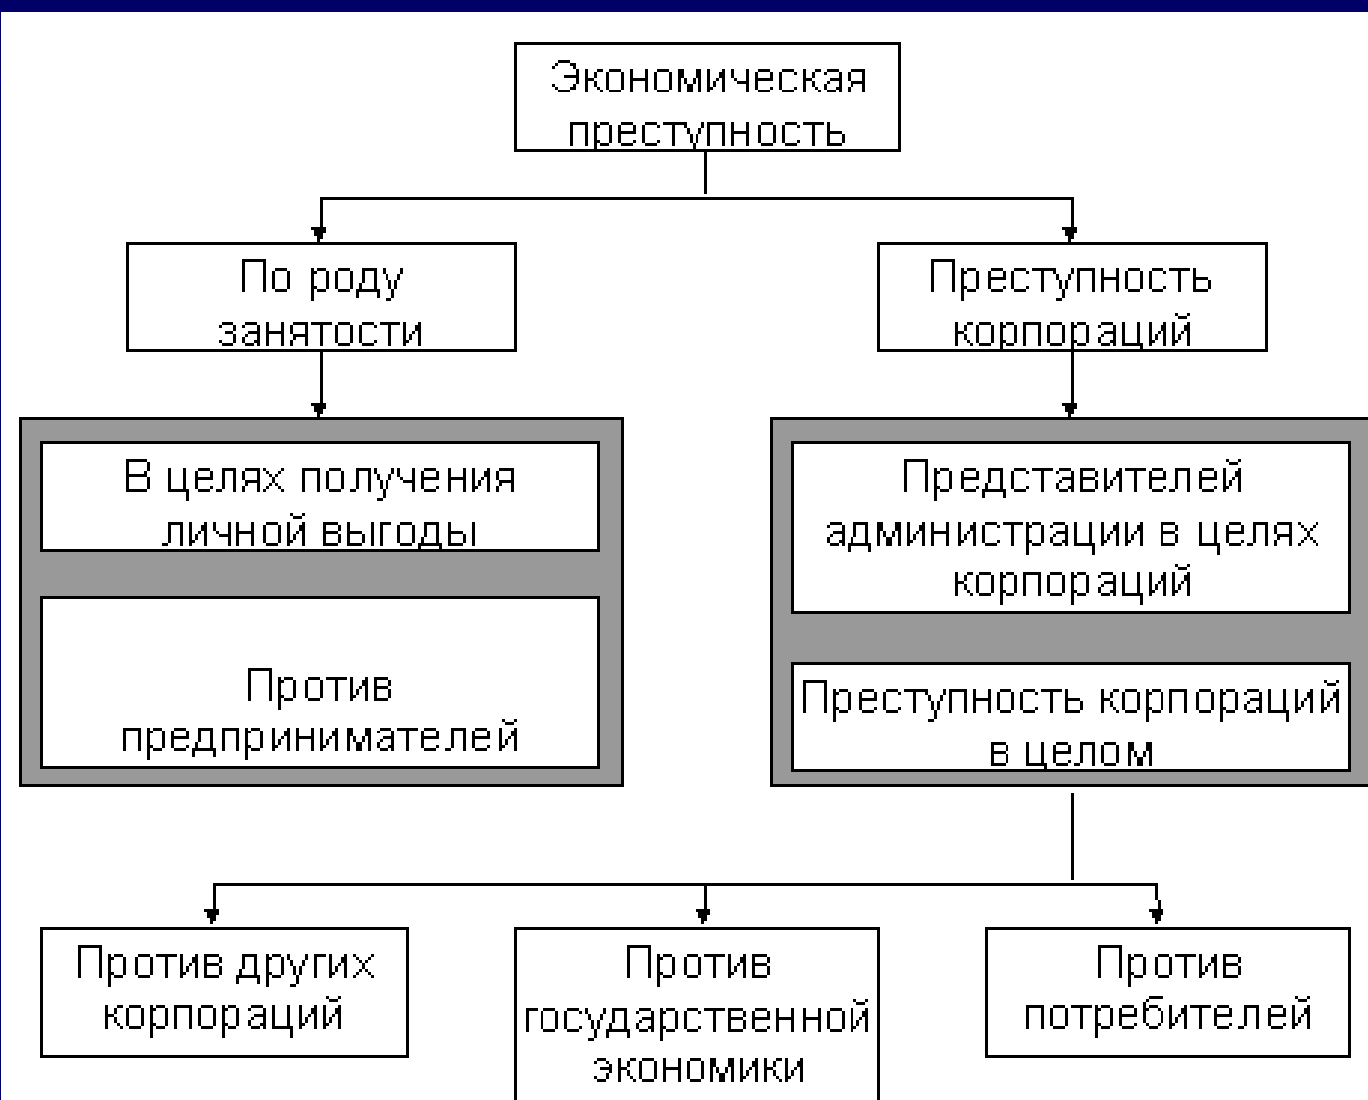 Экономическая
преступность
По роду
занятости
Преступность
корпораций
В целях получения
личной выгоды
Против
предпринимателей
Представителей
администрации в целях
корпораций
Преступность корпораций
в целом
Против других
корпораций
Против
государственной
экономики
Против
потребителей